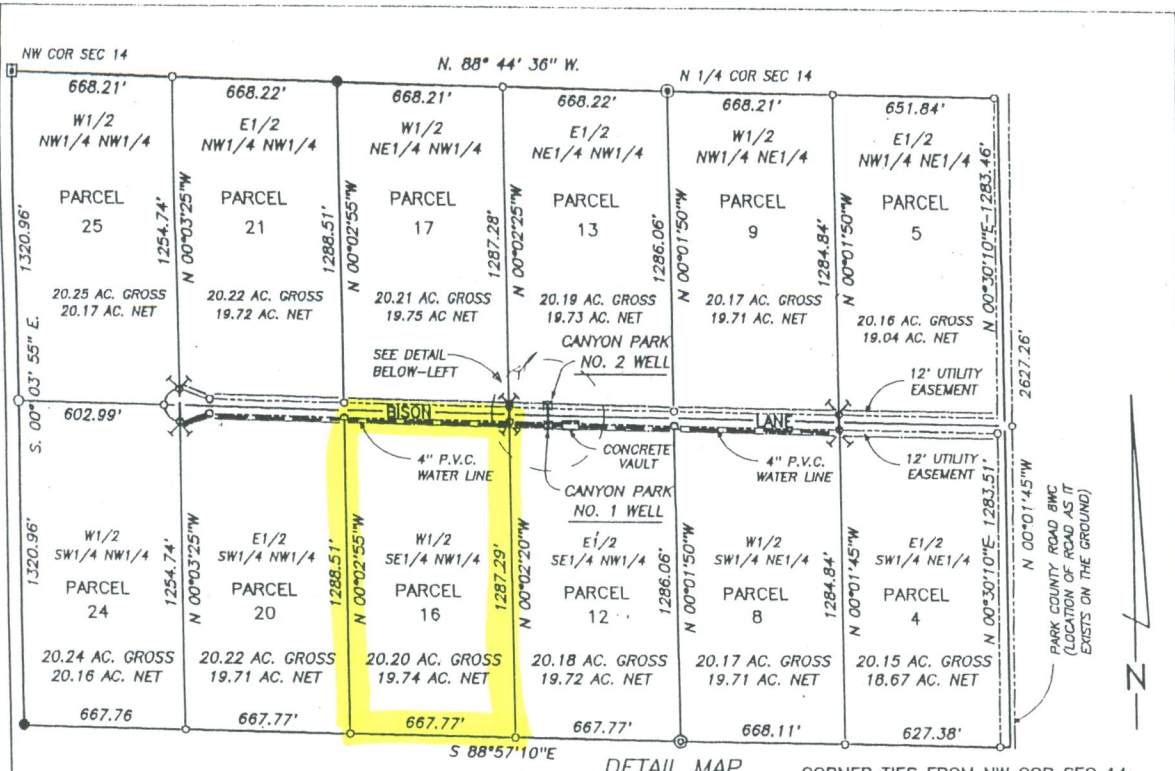 NW COR SEC 14
N. 88° 44' 36" W.
N 1/4 COR SEC 14
668.21'
668.22'
668.21'
668.22'
668.21'
651.84'
W1/2
NW1/4 NW1/4
E1/2
NW1/4 NW1/4
W1/2
NE1/4 NW1/4
E1/2
NE1/4 NW1/4
W1/2
NW1/4 NE1/4
E1/2
NW1/4 NE1/4
PARCEL
25
PARCEL
21
PARCEL
17
PARCEL
13
PARCEL
9
PARCEL
5
1320.96'
1254.74'
N 00°03'25"W
1288.51'
N 00°02'55"W
1287.28'
N 00°02'25"W
1286.06'
N 00°01'50"W
1284.84'
N 00°01'50"W
N 00°30'10"E-1283.46'
20.25 AC. GROSS
20.17 AC. NET
20.22 AC. GROSS
19.72 AC. NET
20.21 AC. GROSS
19.75 AC NET
20.19 AC. GROSS
19.73 AC. NET
20.17 AC. GROSS
19.71 AC. NET
20.16 AC. GROSS
19.04 AC. NET
S. 00° 03' 55" E.
SEE DETAIL
BELOW-LEFT
CANYON PARK
NO. 2 WELL
12' UTILITY
EASEMENT
2627.26'
602.99'
BISON
LANE
4" P.V.C.
WATER LINE
CONCRETE
VAULT
4" P.V.C.
WATER LINE
12' UTILITY
EASEMENT
CANYON PARK
NO. 1 WELL
N 00°01'45"W
PARK COUNTY ROAD 8WC
(LOCATION OF ROAD AS IT
EXISTS ON THE GROUND)
1320.96'
W1/2
SW1/4 NW1/4
PARCEL
24
1254.74'
N 00°03'25"W
E1/2
SW1/4 NW1/4
PARCEL
20
1288.51'
N 00°02'55"W
W1/2
SE1/4 NW1/4
PARCEL
16
1287.29'
N 00°02'20"W
E1/2
SE1/4 NW1/4
PARCEL
12
1286.06'
N 00°01'50"W
W1/2
SW1/4 NE1/4
PARCEL
8
1284.84'
N 00°01'45"W
E1/2
SW1/4 NE1/4
PARCEL
4
N 00°30'10"E 1283.51'
20.24 AC. GROSS
20.16 AC. NET
20.22 AC. GROSS
19.71 AC. NET
20.20 AC. GROSS
19.74 AC. NET
20.18 AC. GROSS
19.72 AC. NET
20.17 AC. GROSS
19.71 AC. NET
20.15 AC. GROSS
18.67 AC. NET
667.76
667.77'
667.77'
667.77'
668.11'
627.38'
S 88°57'10"E
N
DETAIL MAP
CORNER TIES FROM NW COR SEC 14